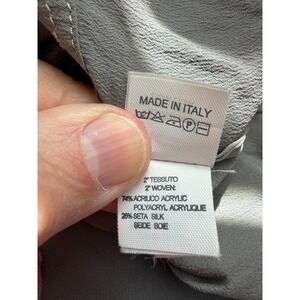 MADE IN ITALY
P
2° TESSUTO
2° WOVEN:
74% ACRILICO ACRYLIC
POLYACRYL ACRYLIQUE
26% SETA SILK
SEIDE SOIE